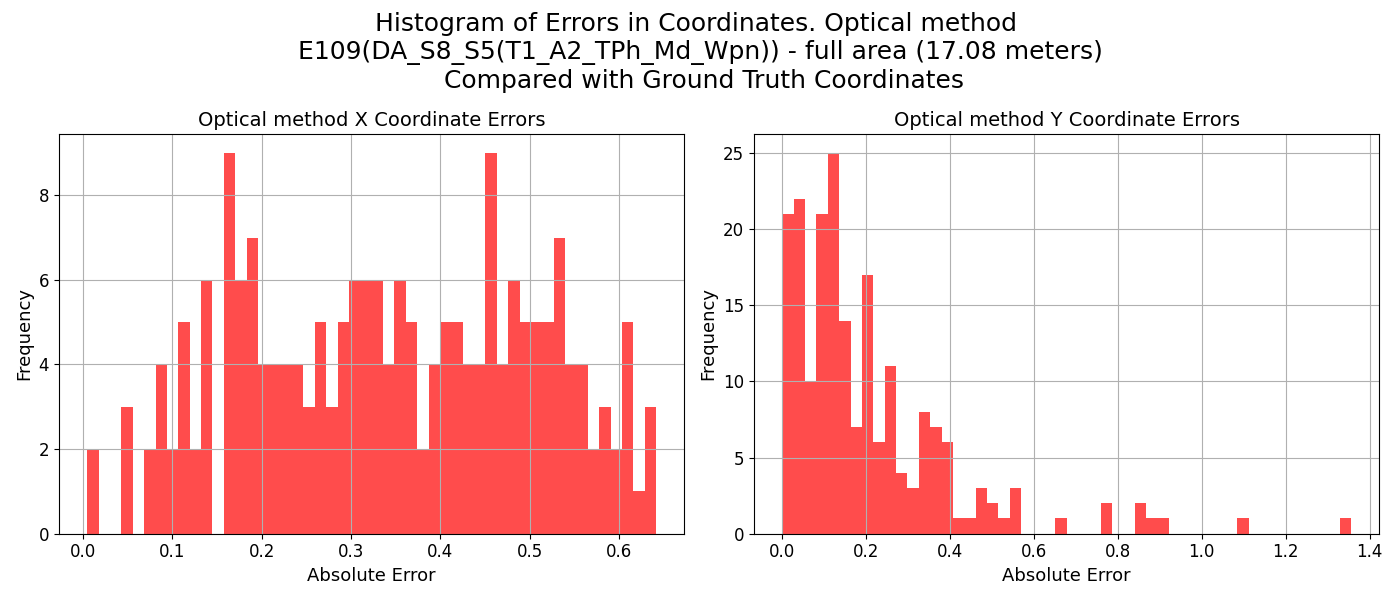 Histogram of Errors in Coordinates. Optical method
E109(DA_S8_S5(T1_A2_TPh_Md_Wpn)) - full area (17.08 meters)
Compared with Ground Truth Coordinates
Optical method X Coordinate Errors
Frequency
8
6
4
2
0
0.0 0.1 0.2 0.3 0.4 0.5 0.6
Absolute Error
Optical method Y Coordinate Errors
Frequency
25
20
15
10
5
0
0.0 0.2 0.4 0.6 0.8 1.0 1.2 1.4
Absolute Error